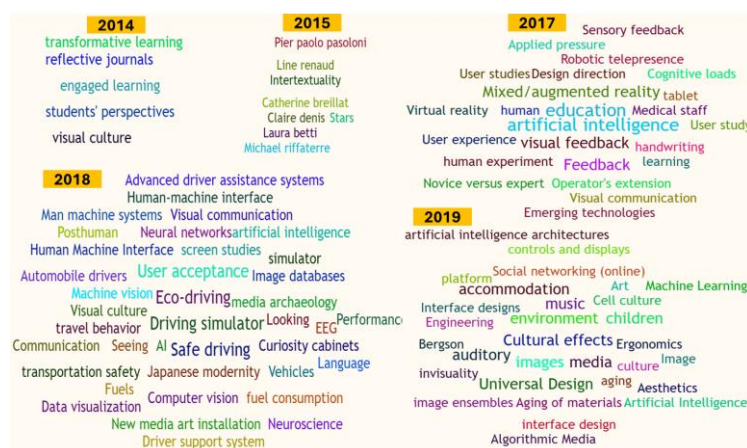 2014
transformative learning
reflective journals
engaged learning
students' perspectives
visual culture
2015
Pier paolo pasoloni
Line renaud
Intertextuality
Catherine breillat
Claire denis Stars
Laura betti
Michael riffaterre
2017
Sensory feedback
Applied pressure
Robotic telepresence
User studies Design direction Cognitive loads
Mixed/augmented reality tablet
Virtual reality human education Medical staff
artificial intelligence User study
User experience visual feedback handwriting
human experiment Feedback learning
Novice versus expert Operator's extension
Visual communication
Emerging technologies
2018
Advanced driver assistance systems
Human-machine interface
Man machine systems Visual communication
Posthuman Neural networks artificial intelligence
Human Machine Interface screen studies simulator
Automobile drivers User acceptance Image databases
Machine vision Eco-driving media archaeology
Visual culture
travel behavior Driving simulator Looking EEG Performance
Communication Seeing AI Safe driving Curiosity cabinets
transportation safety Japanese modernity Vehicles Language
Fuels
Data visualization Computer vision fuel consumption
New media art installation Neuroscience
Driver support system
2019
artificial intelligence architectures
controls and displays
Social networking (online)
platform accommodation Art Machine Learning
Interface designs music Cell culture
Engineering environment children
Bergson Cultural effects Ergonomics
auditory images media culture Image
invisuality
Universal Design aging Aesthetics
image ensembles Aging of materials Artificial Intelligence
interface design
Algorithmic Media